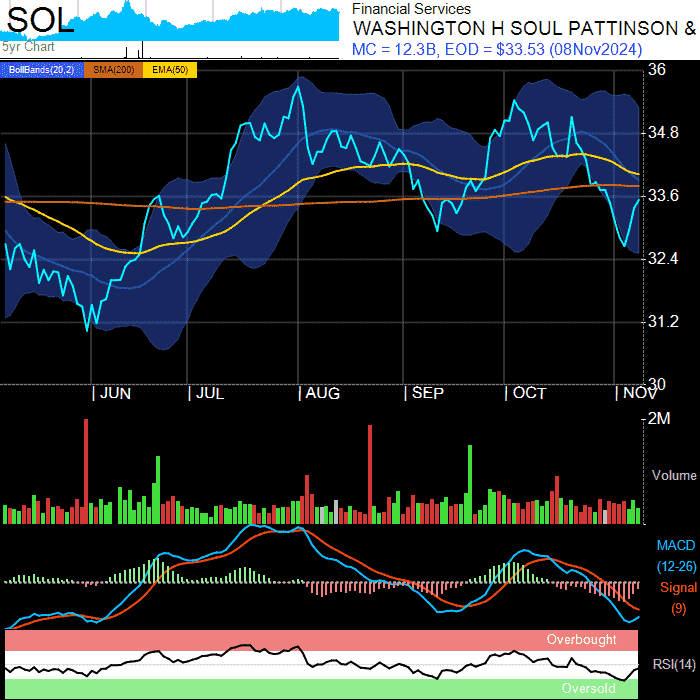 SOL
5yr Chart
Financial Services
WASHINGTON H SOUL PATTINSON &
MC = 12.3B, EOD = $33.53 (08Nov2024)
BollBands(20,2) SMA(200) EMA(50)
36
34.8
33.6
32.4
31.2
30
JUN JUL AUG SEP OCT NOV
2M
Volume
MACD
(12-26)
Signal
(9)
Overbought
RSI(14)
Oversold